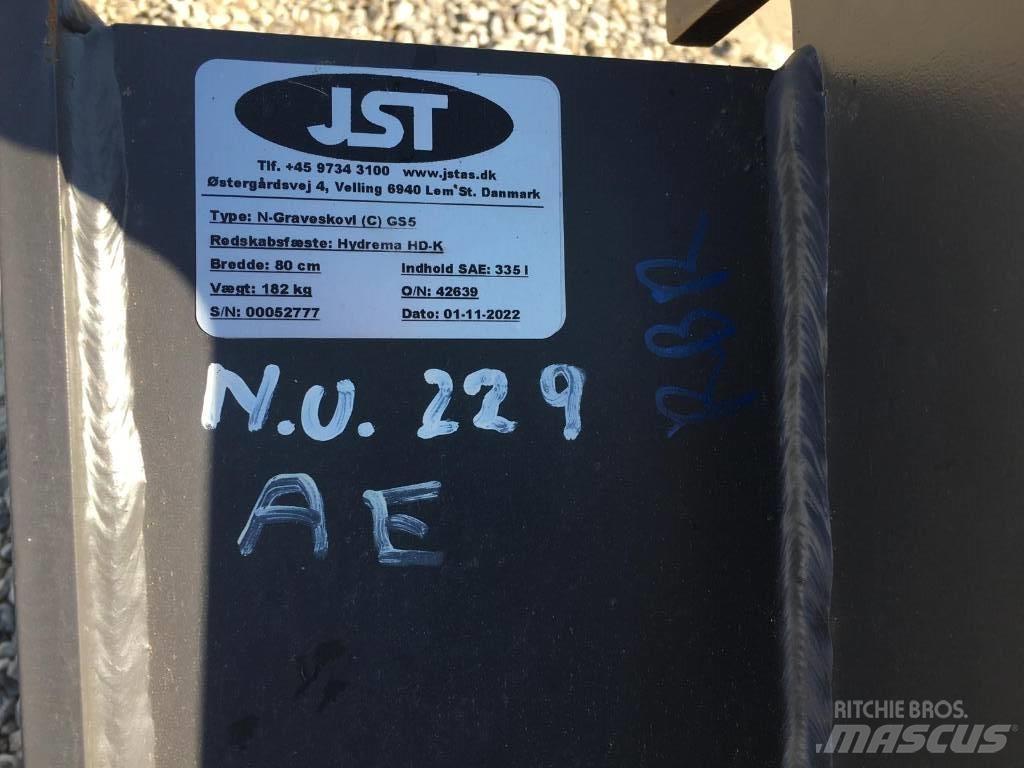 JST
Tlf. +45 9734 3100 www.jstas.dk
Østergårdsvej 4, Velling 6940 Lem St. Danmark
Type: N-Graveskovl (C) GS5
Redskabsfæste: Hydrema HD-K
Bredde: 80 cm Indhold SAE: 335 l
Vægt: 182 kg O/N: 42639
S/N: 00052777 Dato: 01-11-2022
N.U. 229
AE
RBR
RITCHIE BROS.
MASCUS